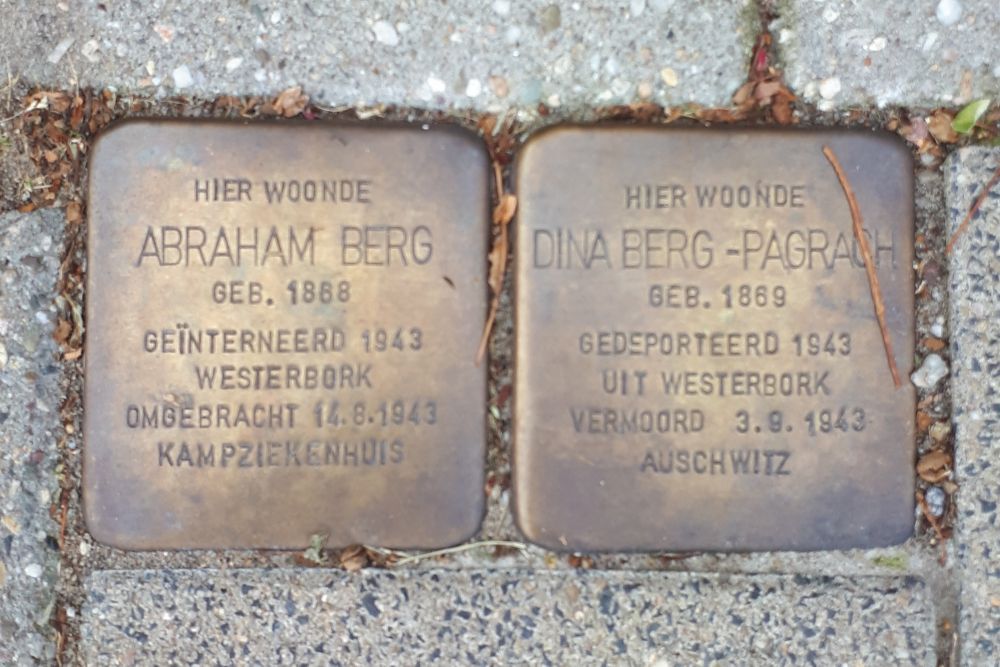 HIER WOONDE
ABRAHAM BERG
GEB. 1868
GEÏNTERNEERD 1943
WESTERBORK
OMGEBRACHT 14.8.1943
KAMPZIEKENHUIS
HIER WOONDE
DINA BERG-PAGRACH
GEB. 1869
GEDEPORTEERD 1943
UIT WESTERBORK
VERMOORD 3.9.1943
AUSCHWITZ